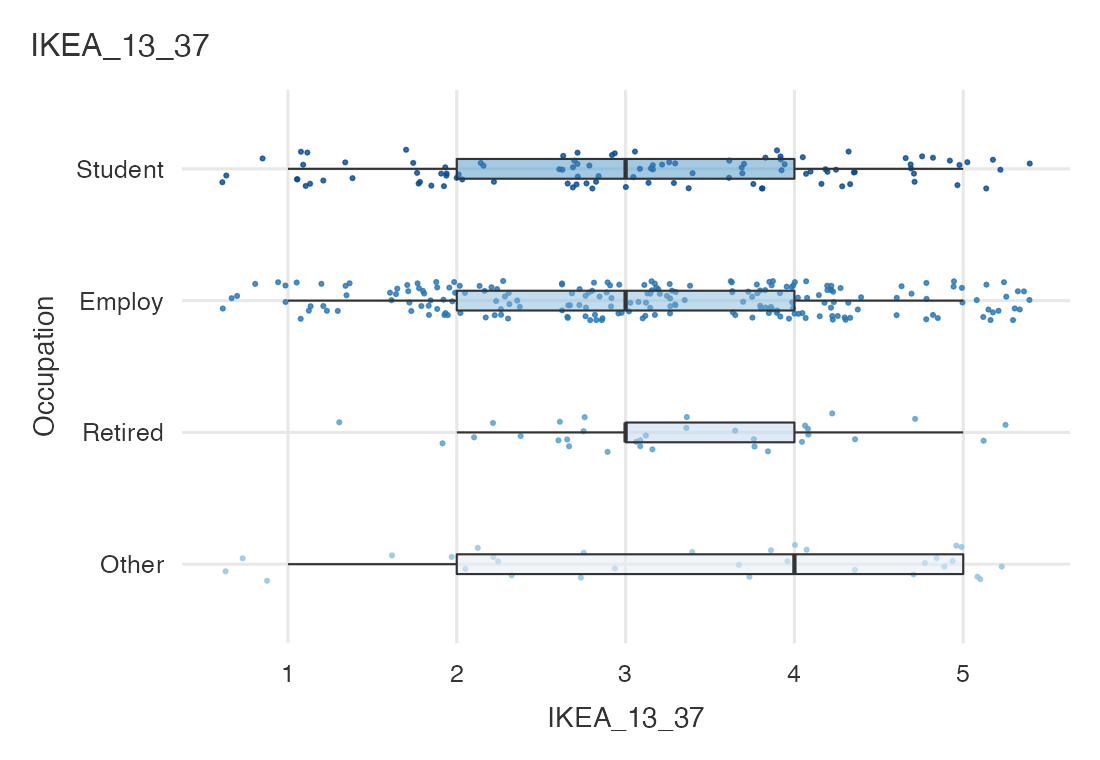 IKEA_13_37
Student
Employ
Retired
Other
Occupation
1 2 3 4 5
IKEA_13_37